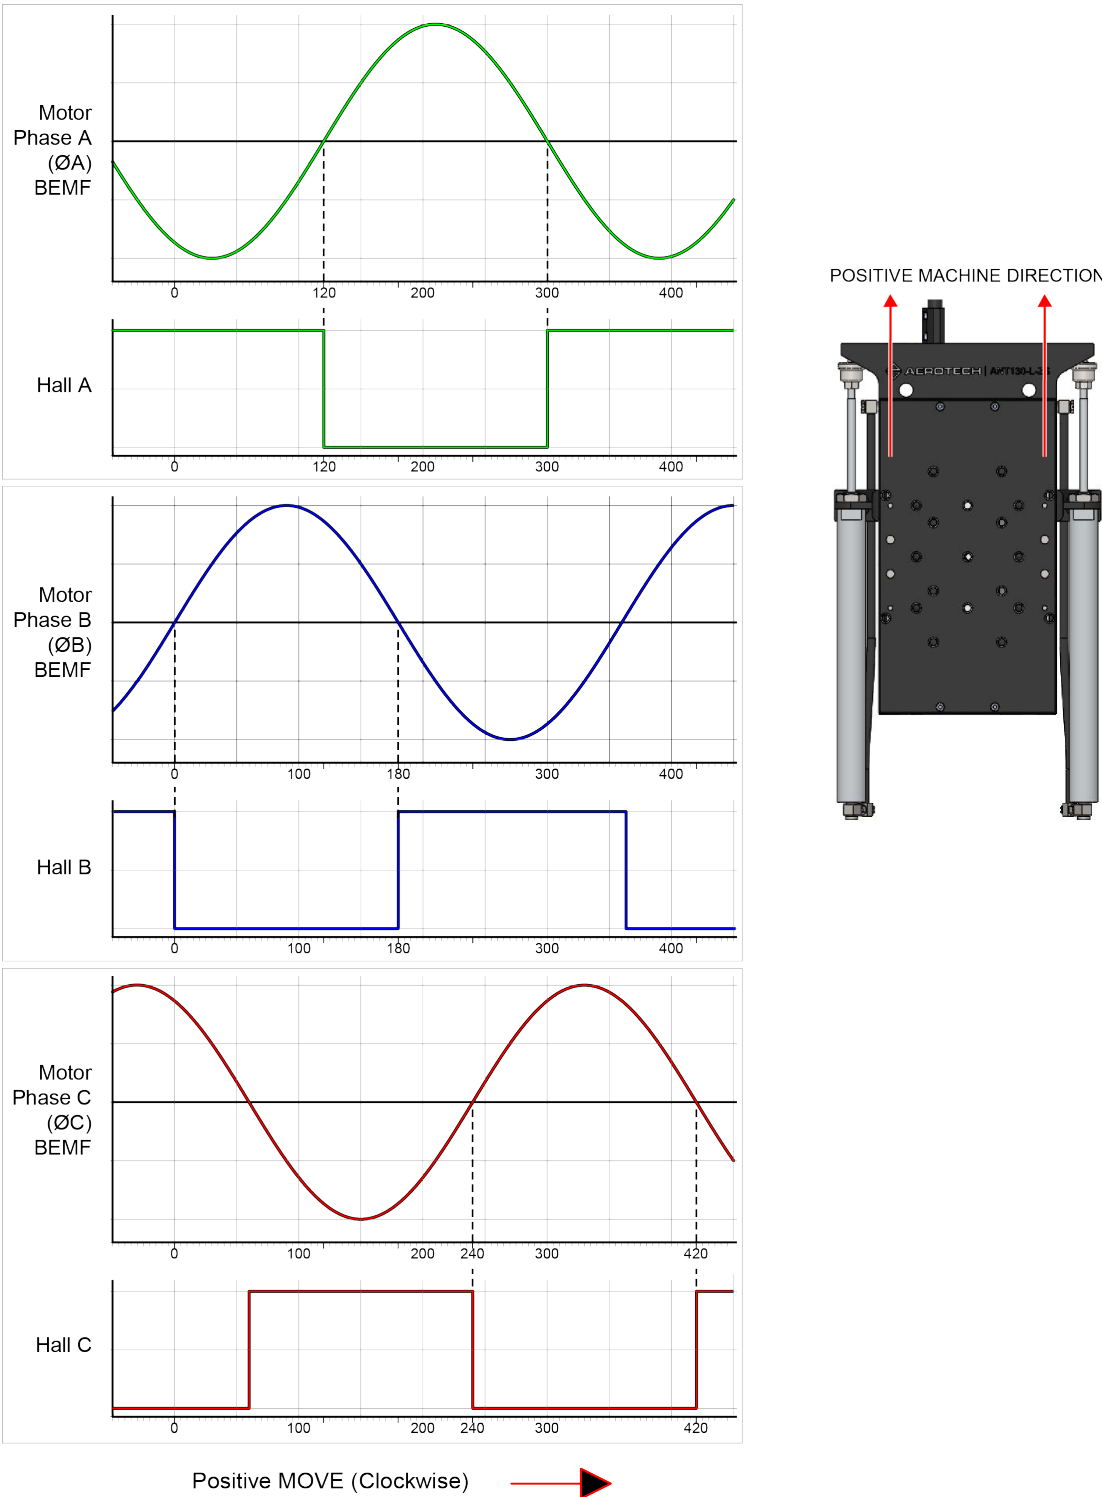 Motor
Phase A
(ØA)
BEMF
0 120 200 300 400
Hall A
0 120 200 300 400
Motor
Phase B
(ØB)
BEMF
0 100 180 300 400
Hall B
0 100 180 300 400
Motor
Phase C
(ØC)
BEMF
0 100 200 240 300 420
Hall C
0 100 200 240 300 420
Positive MOVE (Clockwise)
POSITIVE MACHINE DIRECTION
AEROTECH